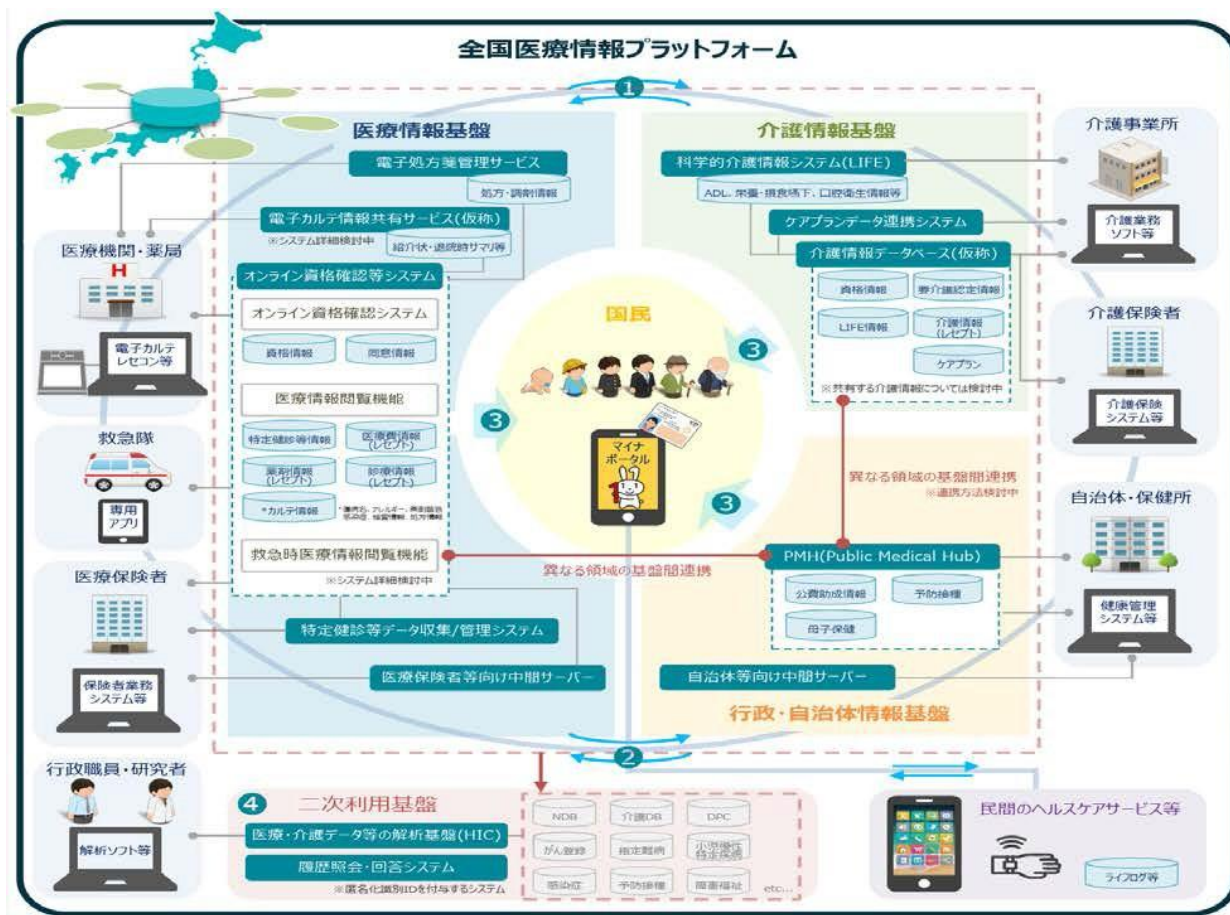 全国医療情報プラットフォーム
❶
医療情報基盤
電子処方箋管理サービス
処方・調剤情報
電子カルテ情報共有サービス(仮称)
※システム詳細検討中
紹介状・退院時サマリ等
オンライン資格確認等システム
オンライン資格確認システム
資格情報
同意情報
医療情報閲覧機能
特定健診等情報
医療費情報
(レセプト)
薬剤情報
(レセプト)
診療情報
(レセプト)
*カルテ情報
救急時医療情報閲覧機能
※システム詳細検討中
特定健診等データ収集/管理システム
医療保険者等向け中間サーバー
介護情報基盤
科学的介護情報システム(LIFE)
ADL、栄養・摂食嚥下、口腔衛生情報等
ケアプランデータ連携システム
介護情報データベース(仮称)
資格情報
要介護認定情報
LIFE情報
介護情報
(レセプト)
ケアプラン
※共有する介護情報については検討中
国民
❸
❸
❸
マイナ
ポータル
異なる領域の基盤間連携
※連携方法検討中
異なる領域の基盤間連携
PMH(Public Medical Hub)
公費助成情報
予防接種
母子保健
自治体等向け中間サーバー
行政・自治体情報基盤
❷
医療機関・薬局
H
電子カルテ
レセコン等
救急隊
専用
アプリ
医療保険者
保険者業務
システム等
行政職員・研究者
解析ソフト等
介護事業所
介護業務
ソフト等
介護保険者
介護保険
システム等
自治体・保健所
健康管理
システム等
❹
二次利用基盤
医療・介護データ等の解析基盤(HIC)
履歴照会・回答システム
※匿名化識別IDを付与するシステム
NDB
介護DB
DPC
がん登録
指定難病
小児慢性
特定疾病
感染症
予防接種
障害福祉
etc...
民間のヘルスケアサービス等
ライフログ等